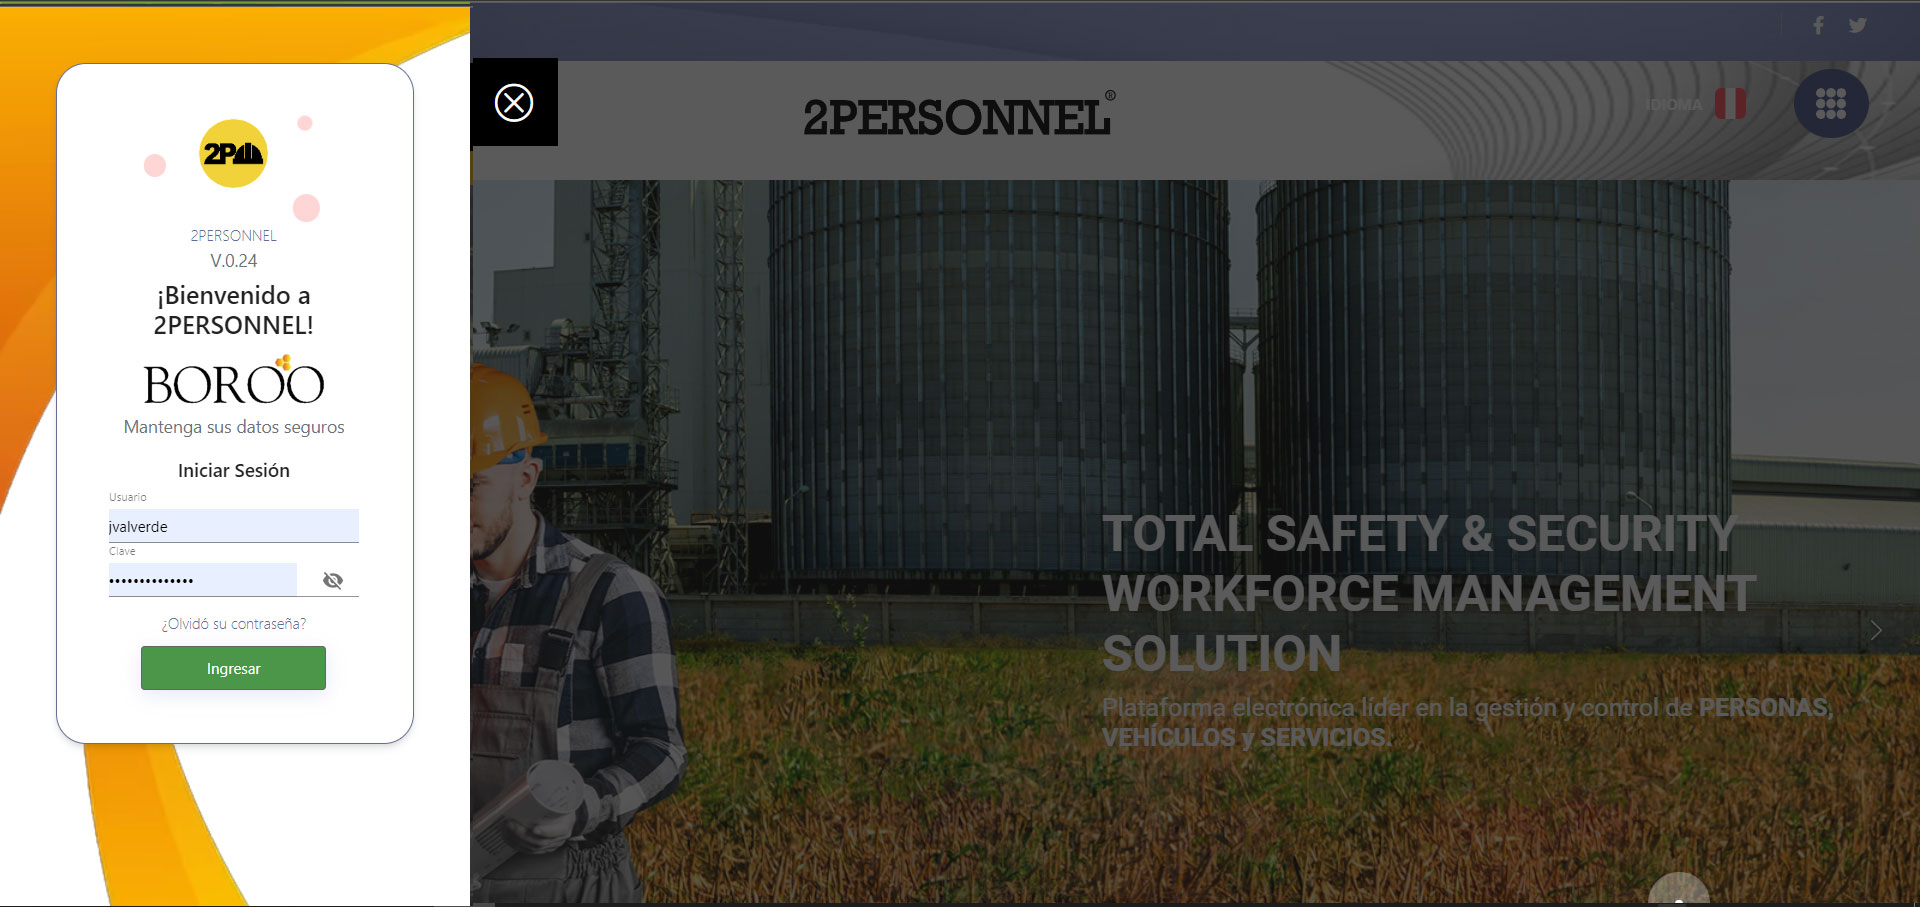 2P
2PERSONNEL
V.0.24
¡Bienvenido a
2PERSONNEL!
BOROO
Mantenga sus datos seguros
Iniciar Sesión
Usuario
jvalverde
Clave
••••••••••••••
¿Olvidó su contraseña?
Ingresar
2PERSONNEL®
IDIOMA
TOTAL SAFETY & SECURITY
WORKFORCE MANAGEMENT
SOLUTION
Plataforma electrónica líder en la gestión y control de PERSONAS,
VEHÍCULOS y SERVICIOS.